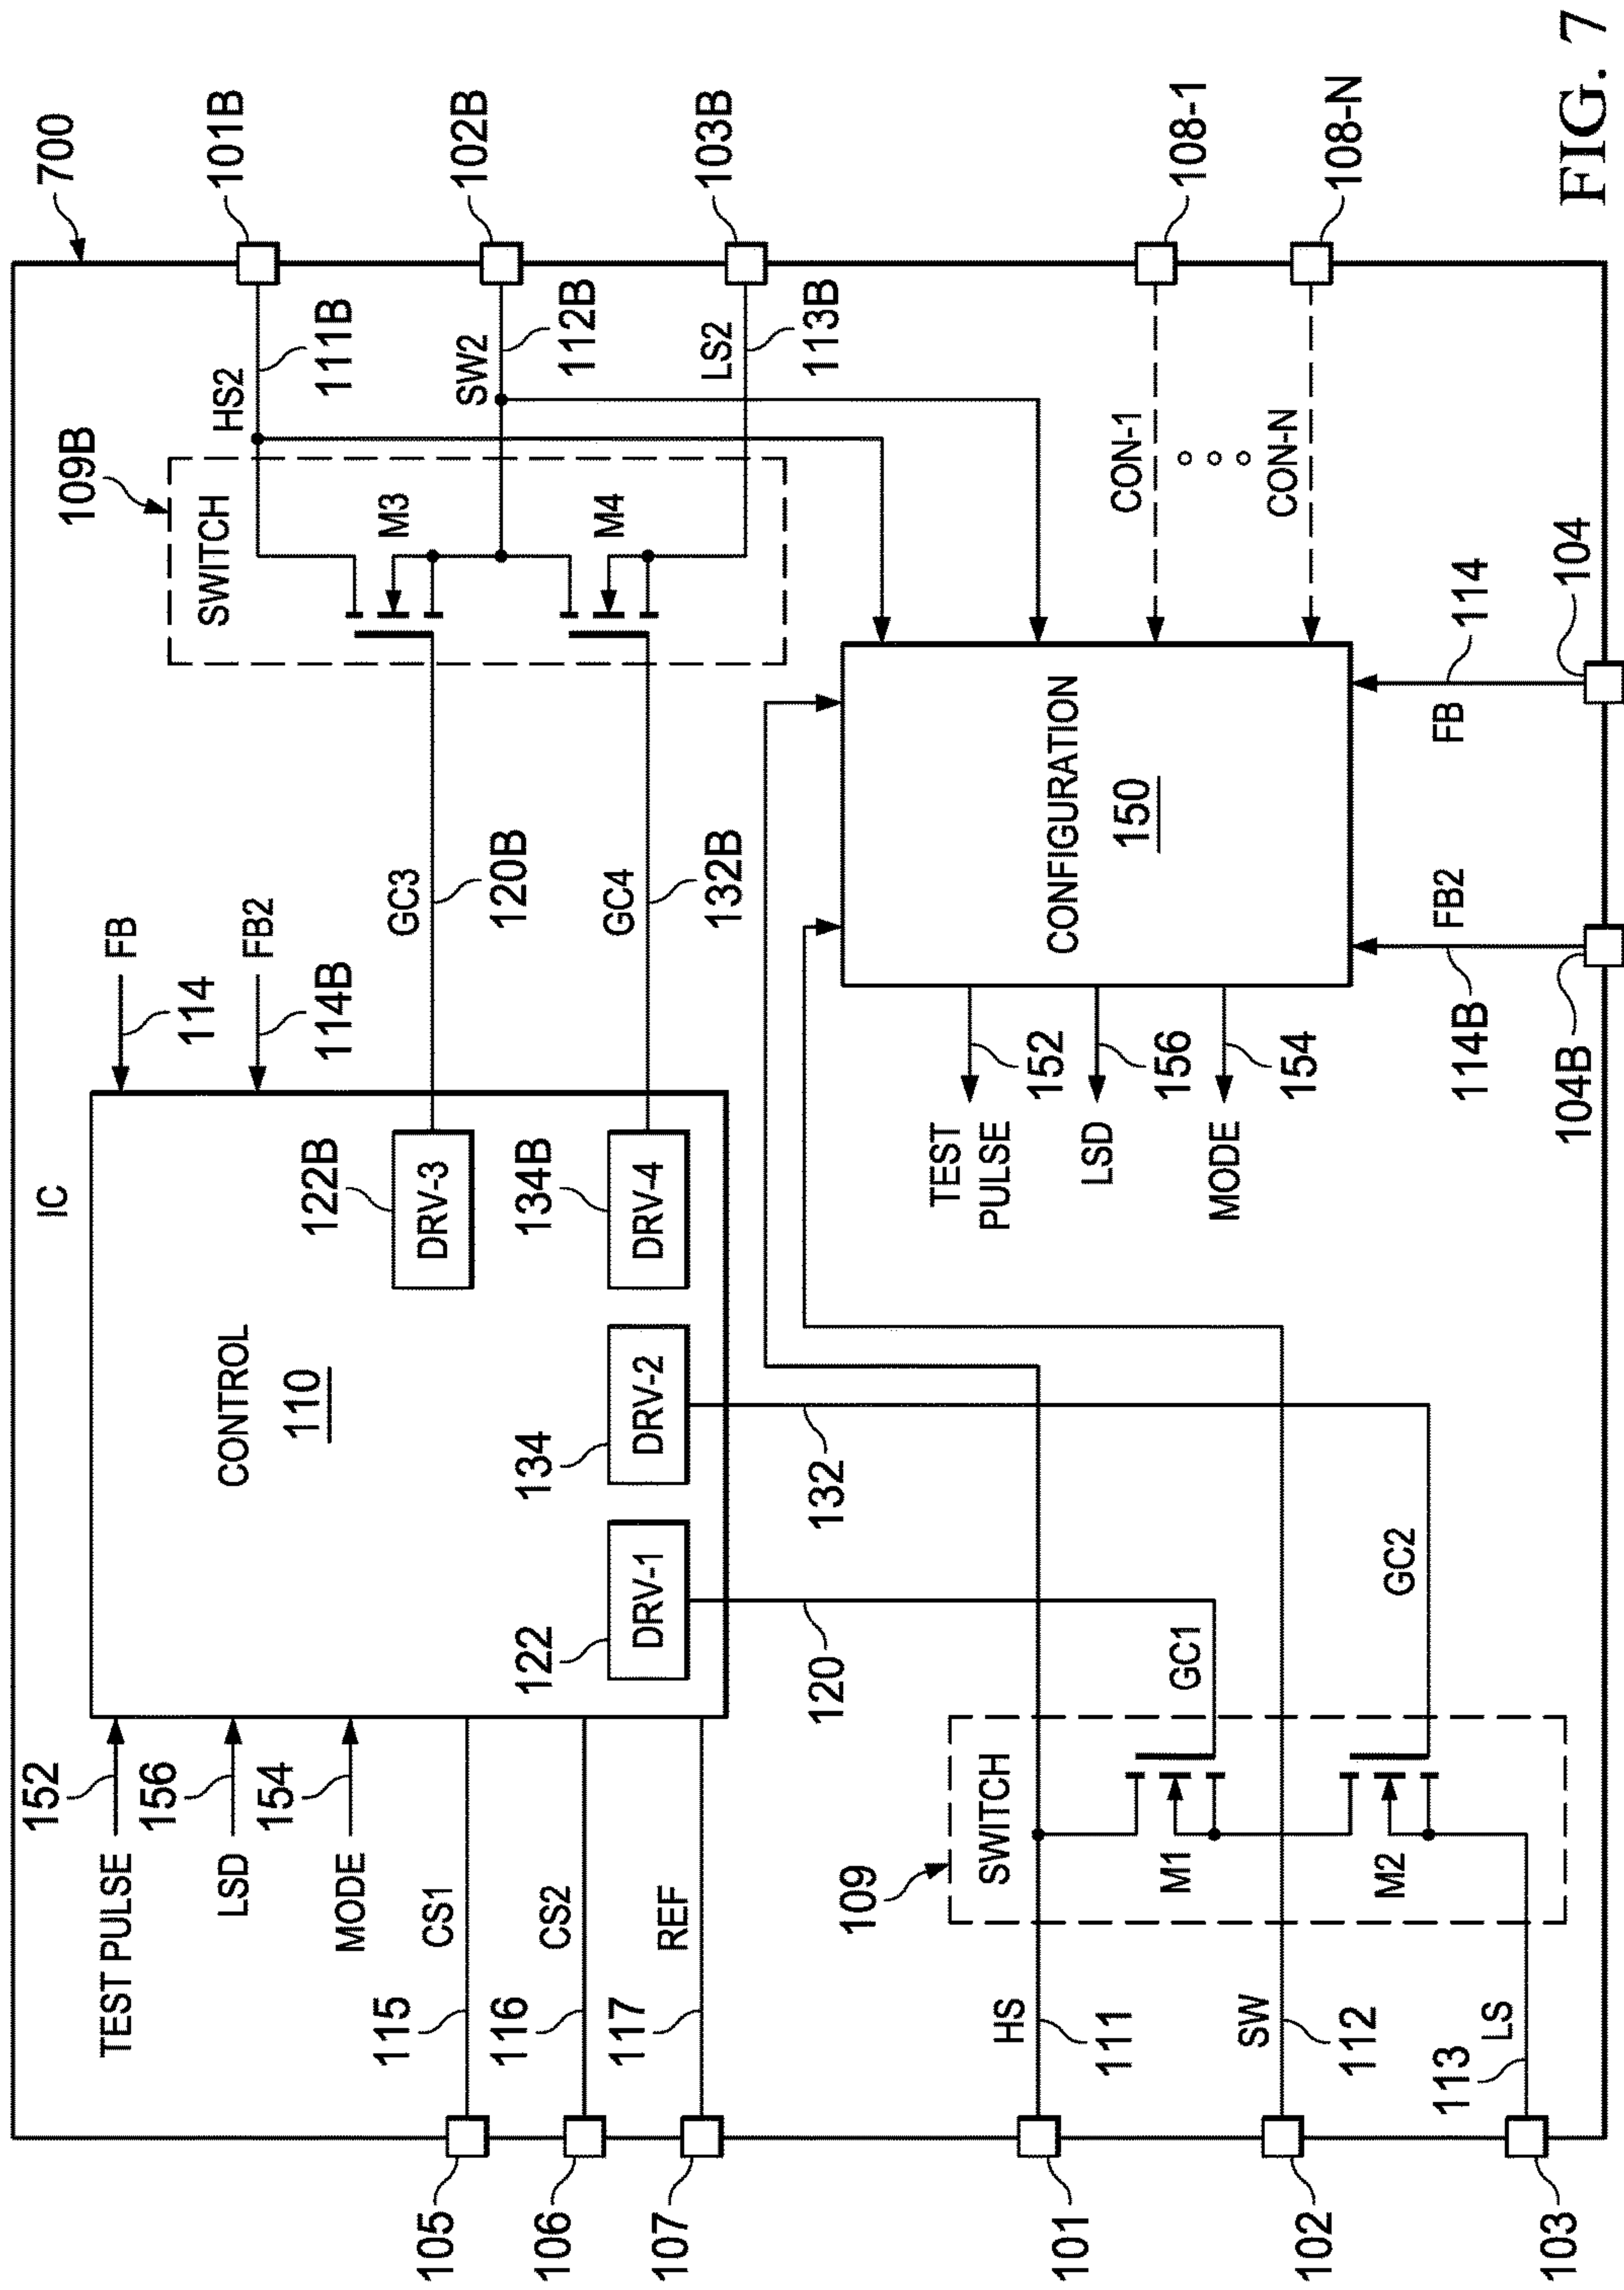 700
IC
CONTROL
110
TEST PULSE
152
LSD
156
MODE
154
CS1
115
CS2
116
REF
117
105
106
107
122
DRV-1
134
DRV-2
122B
DRV-3
134B
DRV-4
FB
114
FB2
114B
GC3
120B
GC4
132B
109B
SWITCH
M3
M4
HS2
111B
SW2
112B
LS2
113B
101B
102B
103B
120
132
GC1
GC2
109
SWITCH
M1
M2
HS
111
SW
112
LS
113
101
102
103
CONFIGURATION
150
TEST
PULSE
152
LSD
156
MODE
154
CON-1
CON-N
108-1
108-N
FB2
114B
104B
FB
114
104
FIG. 7